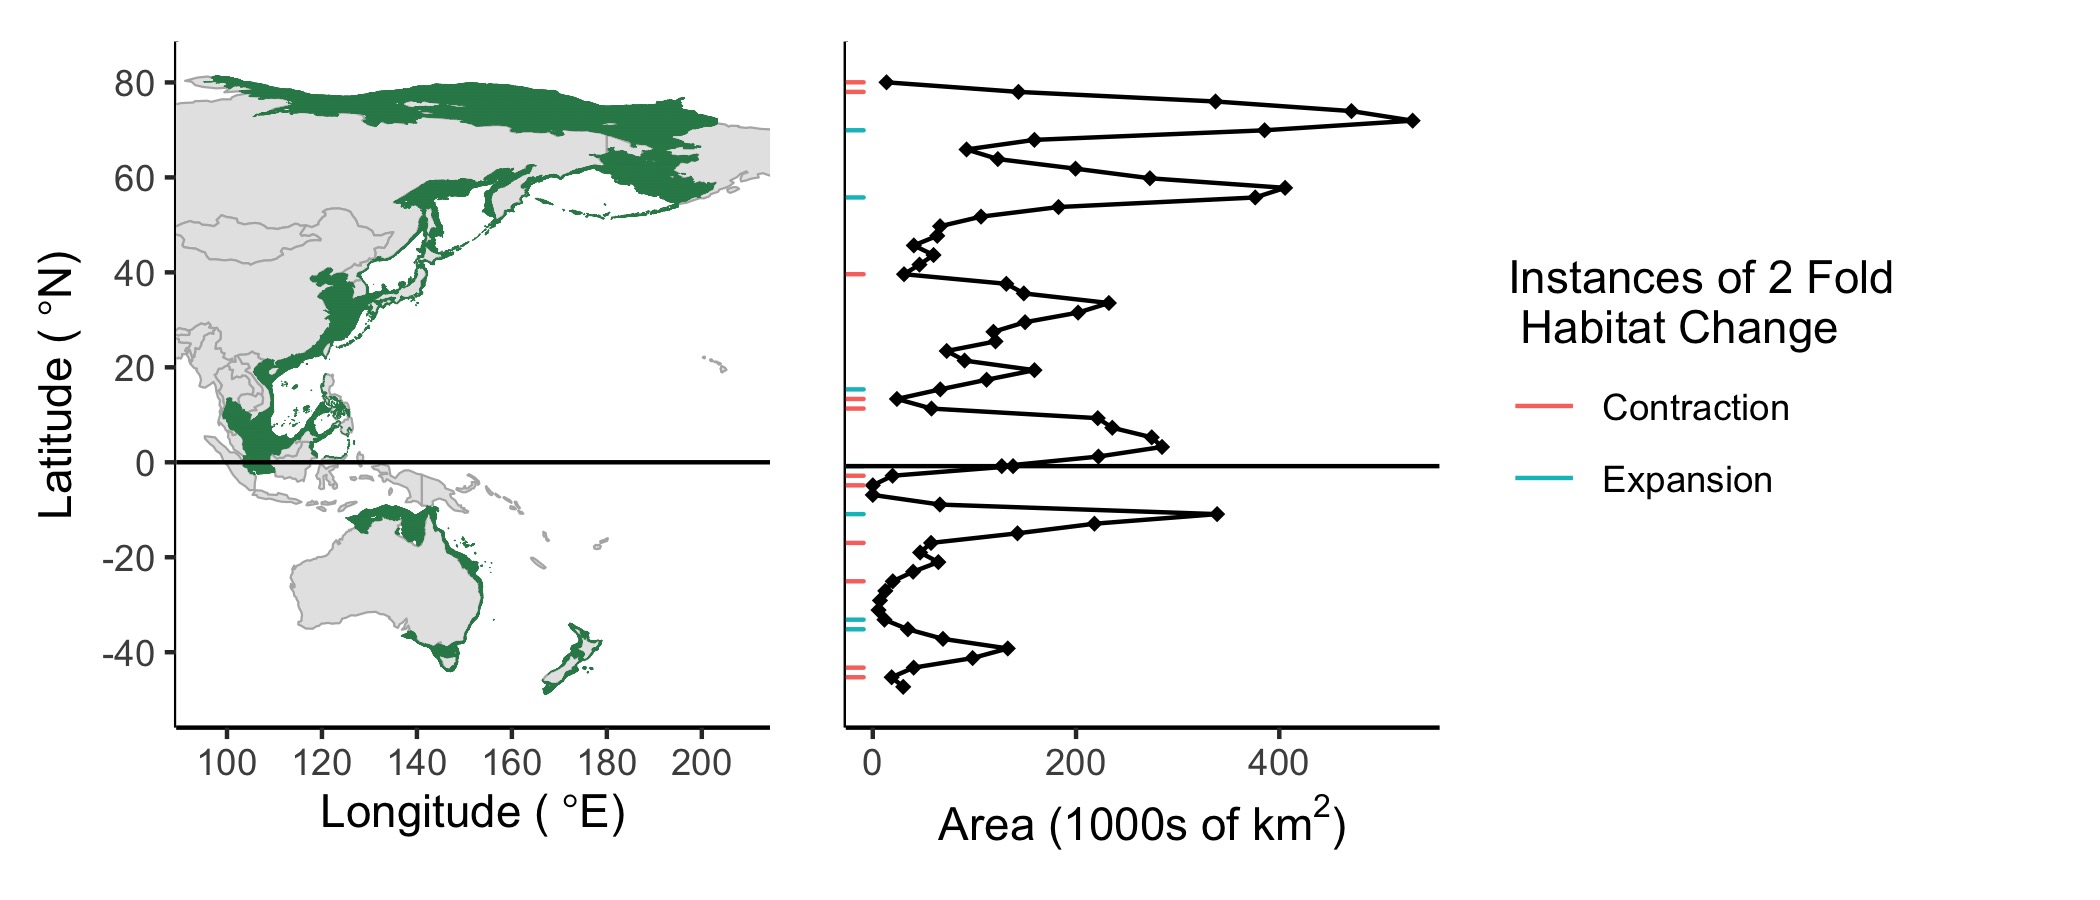 80
60
40
20
0
-20
-40
Latitude ( °N)
100 120 140 160 180 200
Longitude ( °E)
0 200 400
Area (1000s of km²)
Instances of 2 Fold
Habitat Change
Contraction
Expansion